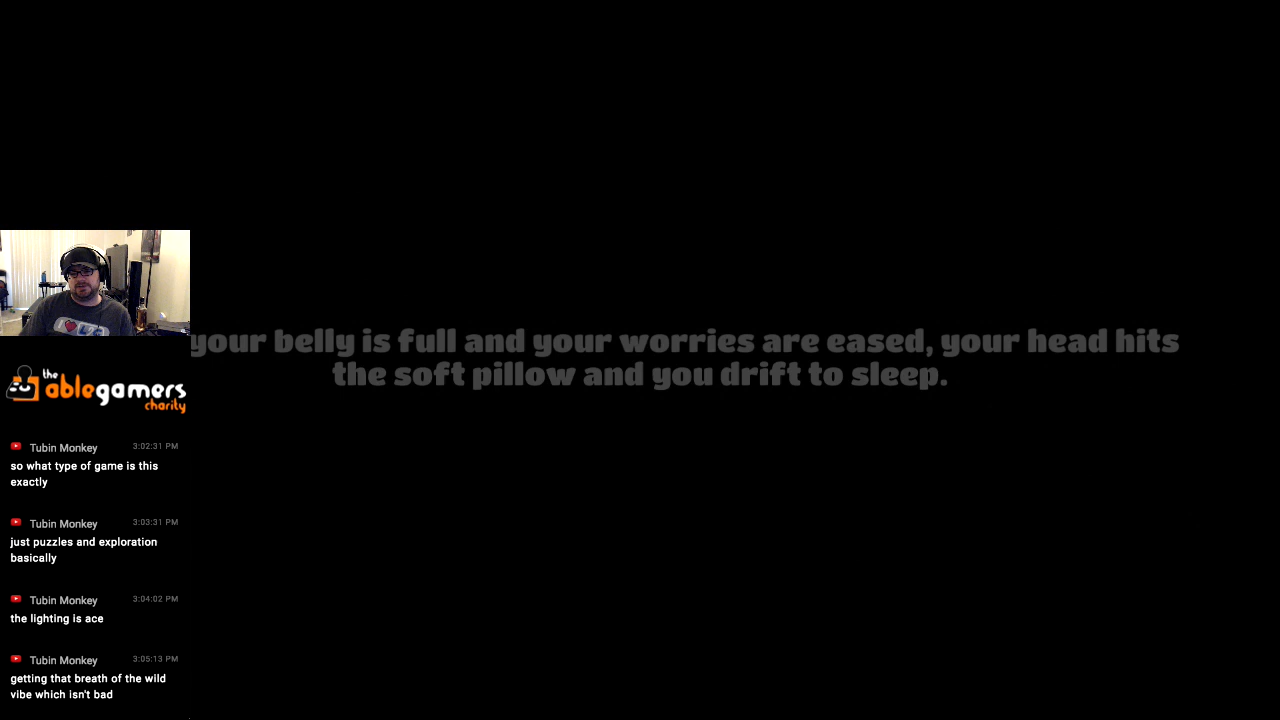 your belly is full and your worries are eased, your head hits
the soft pillow and you drift to sleep.
the
ablegamers
charity
Tubin Monkey 3:02:31 PM
so what type of game is this
exactly
Tubin Monkey 3:03:31 PM
just puzzles and exploration
basically
Tubin Monkey 3:04:02 PM
the lighting is ace
Tubin Monkey 3:05:13 PM
getting that breath of the wild
vibe which isn't bad